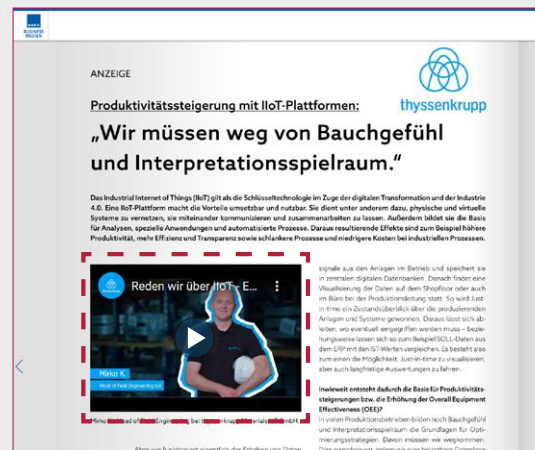 BUSINESS
MEDIEN
ANZEIGE
thyssenkrupp
Produktivitätssteigerung mit IIoT-Plattformen:
„Wir müssen weg von Bauchgefühl
und Interpretationsspielraum.“
Das Industrial Internet of Things (IIoT) gilt als die Schlüsseltechnologie im Zuge der digitalen Transformation und der Industrie
4.0. Eine IIoT-Plattform macht die Vorteile umsetzbar und nutzbar. Sie dient unter anderem dazu, physische und virtuelle
Systeme zu vernetzen, sie miteinander kommunizieren und zusammenarbeiten zu lassen. Außerdem bildet sie die Basis
für Analysen, spezielle Anwendungen und automatisierte Prozesse. Daraus resultierende Effekte sind zum Beispiel höhere
Produktivität, mehr Effizienz und Transparenz sowie schlankere Prozesse und niedrigere Kosten bei industriellen Prozessen.
Reden wir über IIoT - E...
Mirko K.
Head of Field Engineering bei
signale aus den Anlagen im Betrieb und speichert sie
in zentralen digitalen Datenbanken. Danach findet eine
Visualisierung der Daten auf dem Shopfloor oder auch
im Büro bei der Produktionsleitung statt. So wird Just-
in-time ein Zustandsüberblick über die produzierenden
Anlagen und Systeme gewonnen. Daraus lässt sich ab-
leiten, wo eventuell eingegriffen werden muss – bezie-
hungsweise lassen sich so zum Beispiel SOLL-Daten aus
dem ERP mit den IST-Werten vergleichen. Es besteht also
zum einen die Möglichkeit, Just-in-time zu visualisieren,
aber auch langfristige Auswertungen zu fahren.
Inwieweit entsteht dadurch die Basis für Produktivitäts-
steigerungen bzw. die Erhöhung der Overall Equipment
Effectiveness (OEE)?
In vielen Produktionsbetrieben bilden noch Bauchgefühl
und Interpretationsspielraum die Grundlagen für Opti-
mierungsstrategien. Davon müssen wir wegkommen.